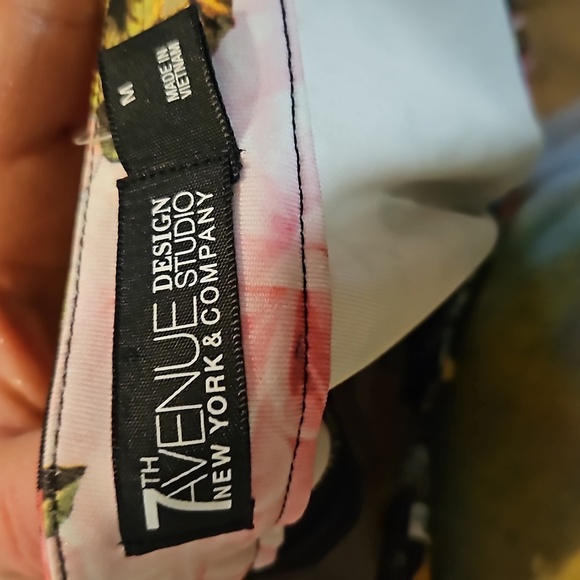 7TH
AVENUE DESIGN
STUDIO
NEW YORK & COMPANY
M
MADE IN
VIETNAM